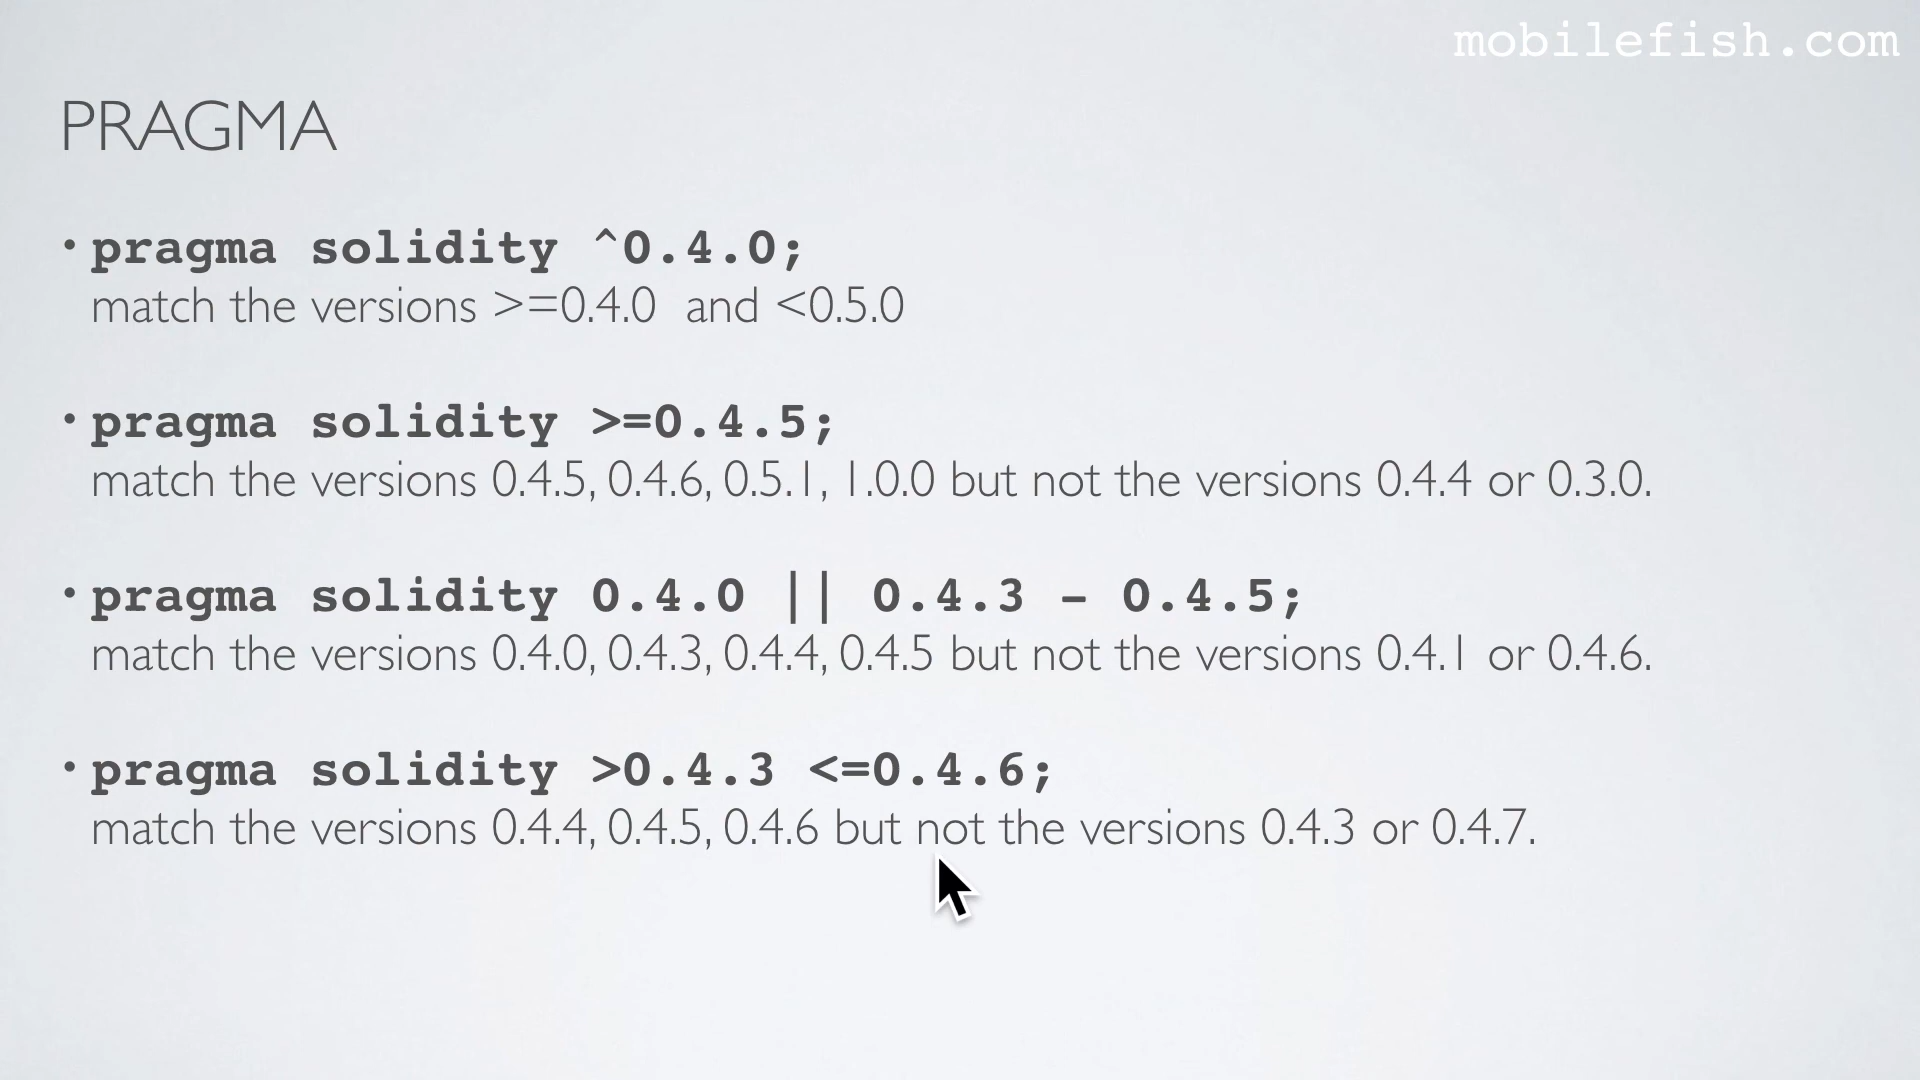 mobilefish.com
PRAGMA
• pragma solidity ^0.4.0;
match the versions >=0.4.0 and <0.5.0
• pragma solidity >=0.4.5;
match the versions 0.4.5, 0.4.6, 0.5.1, 1.0.0 but not the versions 0.4.4 or 0.3.0.
• pragma solidity 0.4.0 || 0.4.3 - 0.4.5;
match the versions 0.4.0, 0.4.3, 0.4.4, 0.4.5 but not the versions 0.4.1 or 0.4.6.
• pragma solidity >0.4.3 <=0.4.6;
match the versions 0.4.4, 0.4.5, 0.4.6 but not the versions 0.4.3 or 0.4.7.